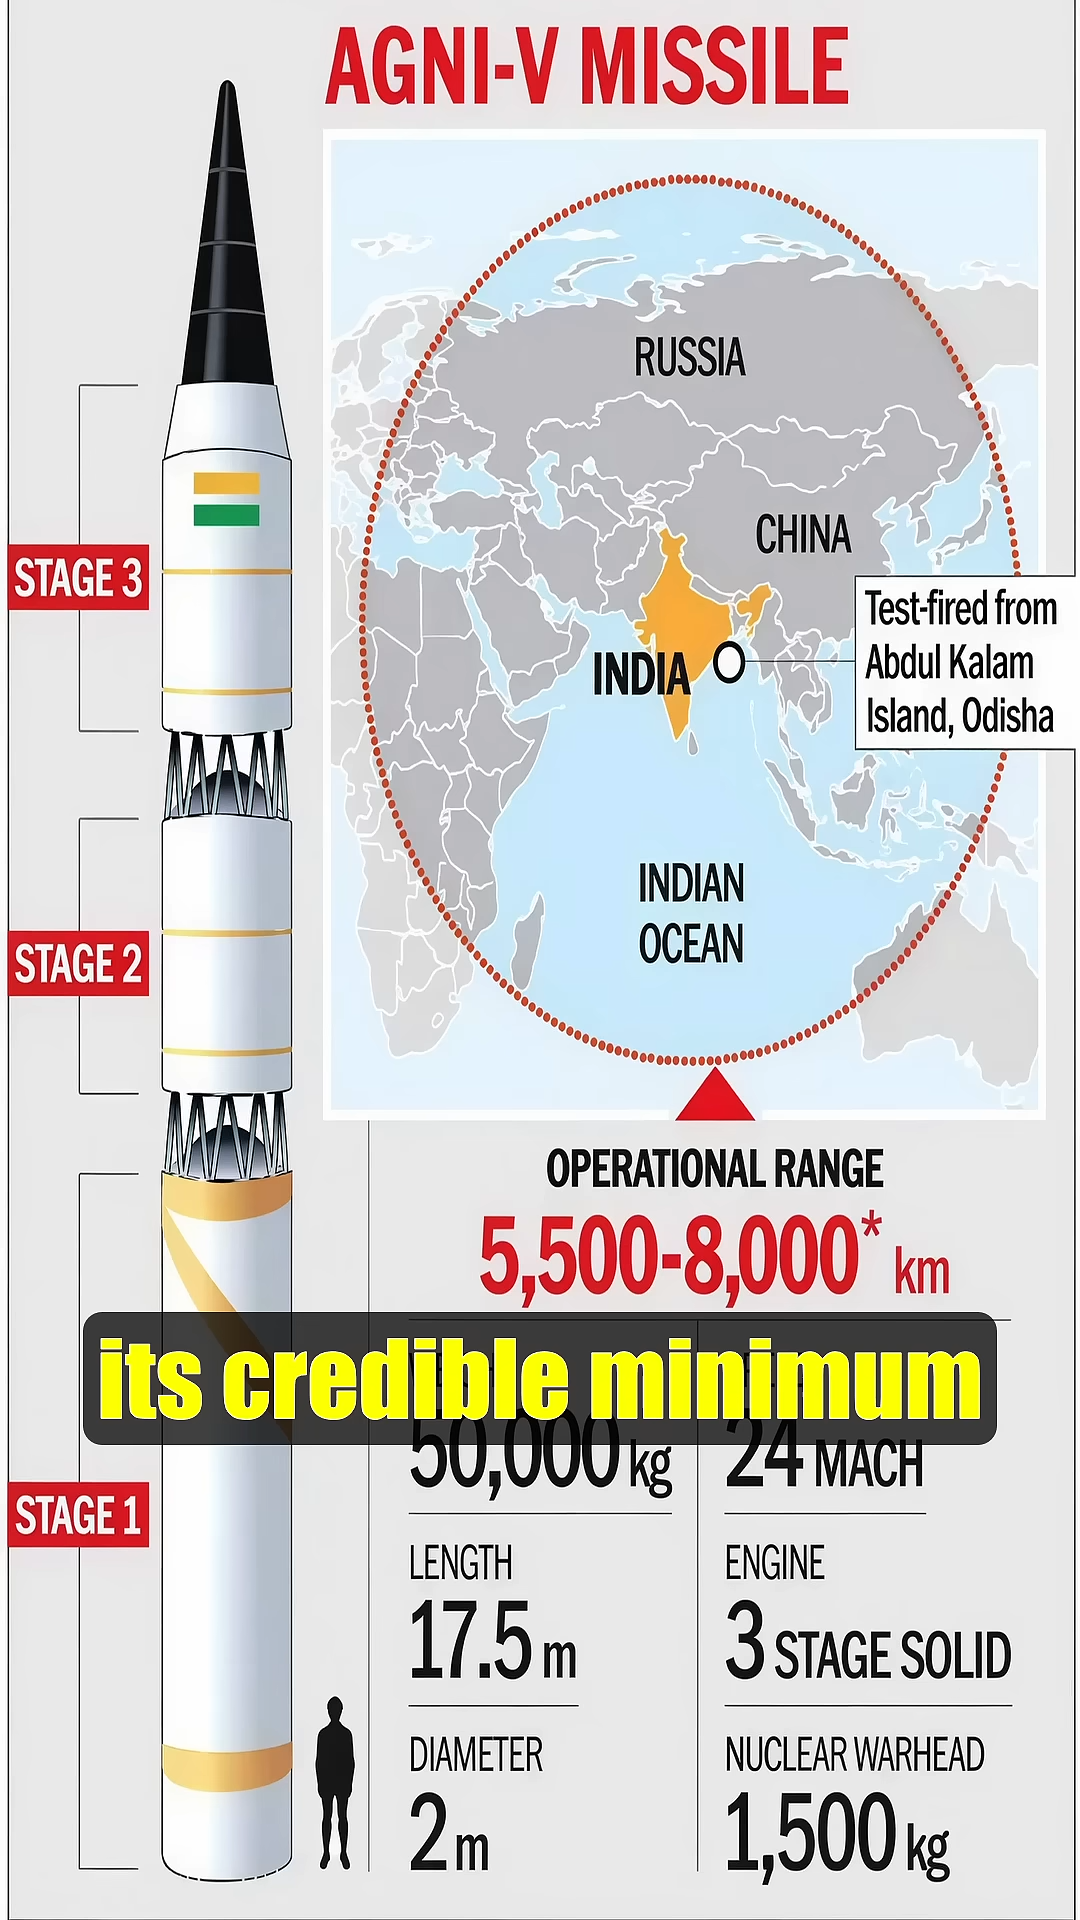 AGNI-V MISSILE
RUSSIA
CHINA
INDIA
Test-fired from
Abdul Kalam
Island, Odisha
INDIAN
OCEAN
STAGE 3
STAGE 2
STAGE 1
OPERATIONAL RANGE
5,500-8,000* km
its credible minimum
50,000 kg
24 MACH
LENGTH
17.5 m
ENGINE
3 STAGE SOLID
DIAMETER
2 m
NUCLEAR WARHEAD
1,500 kg